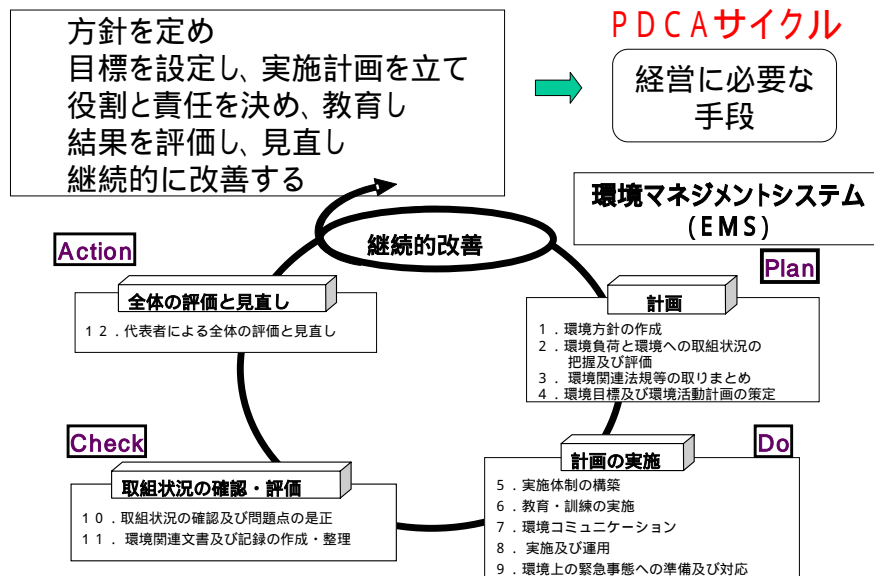 方針を定め
目標を設定し、実施計画を立て
役割と責任を決め、教育し
結果を評価し、見直し
継続的に改善する
ＰＤＣＡサイクル
経営に必要な
手段
環境マネジメントシステム
(ＥＭＳ)
継続的改善
Action
全体の評価と見直し
１２．代表者による全体の評価と見直し
Plan
計画
１．環境方針の作成
２．環境負荷と環境への取組状況の
把握及び評価
３． 環境関連法規等の取りまとめ
４．環境目標及び環境活動計画の策定
Check
取組状況の確認・評価
１０．取組状況の確認及び問題点の是正
１１． 環境関連文書及び記録の作成・整理
Do
計画の実施
５．実施体制の構築
６．教育・訓練の実施
７．環境コミュニケーション
８． 実施及び運用
９．環境上の緊急事態への準備及び対応